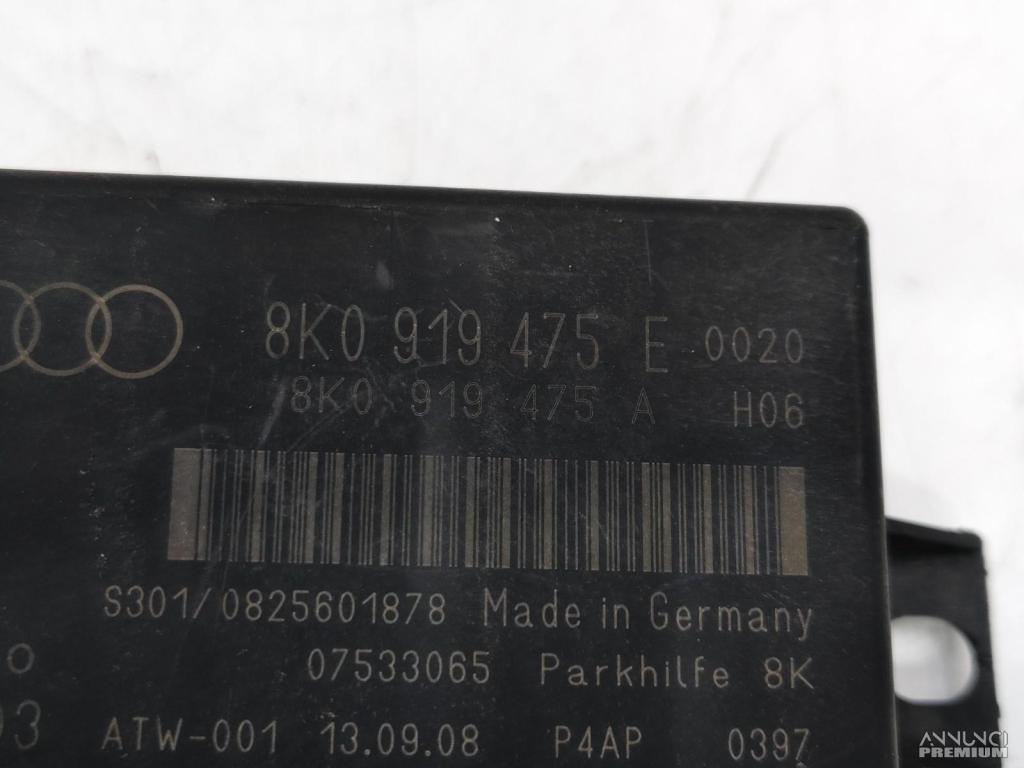 8K0 919 475 E 0020
8K0 919 475 A H06
S301/0825601878 Made in Germany
07533065 Parkhilfe 8K
ATW-001 13.09.08 P4AP 0397
ANNUNCI
PREMIUM